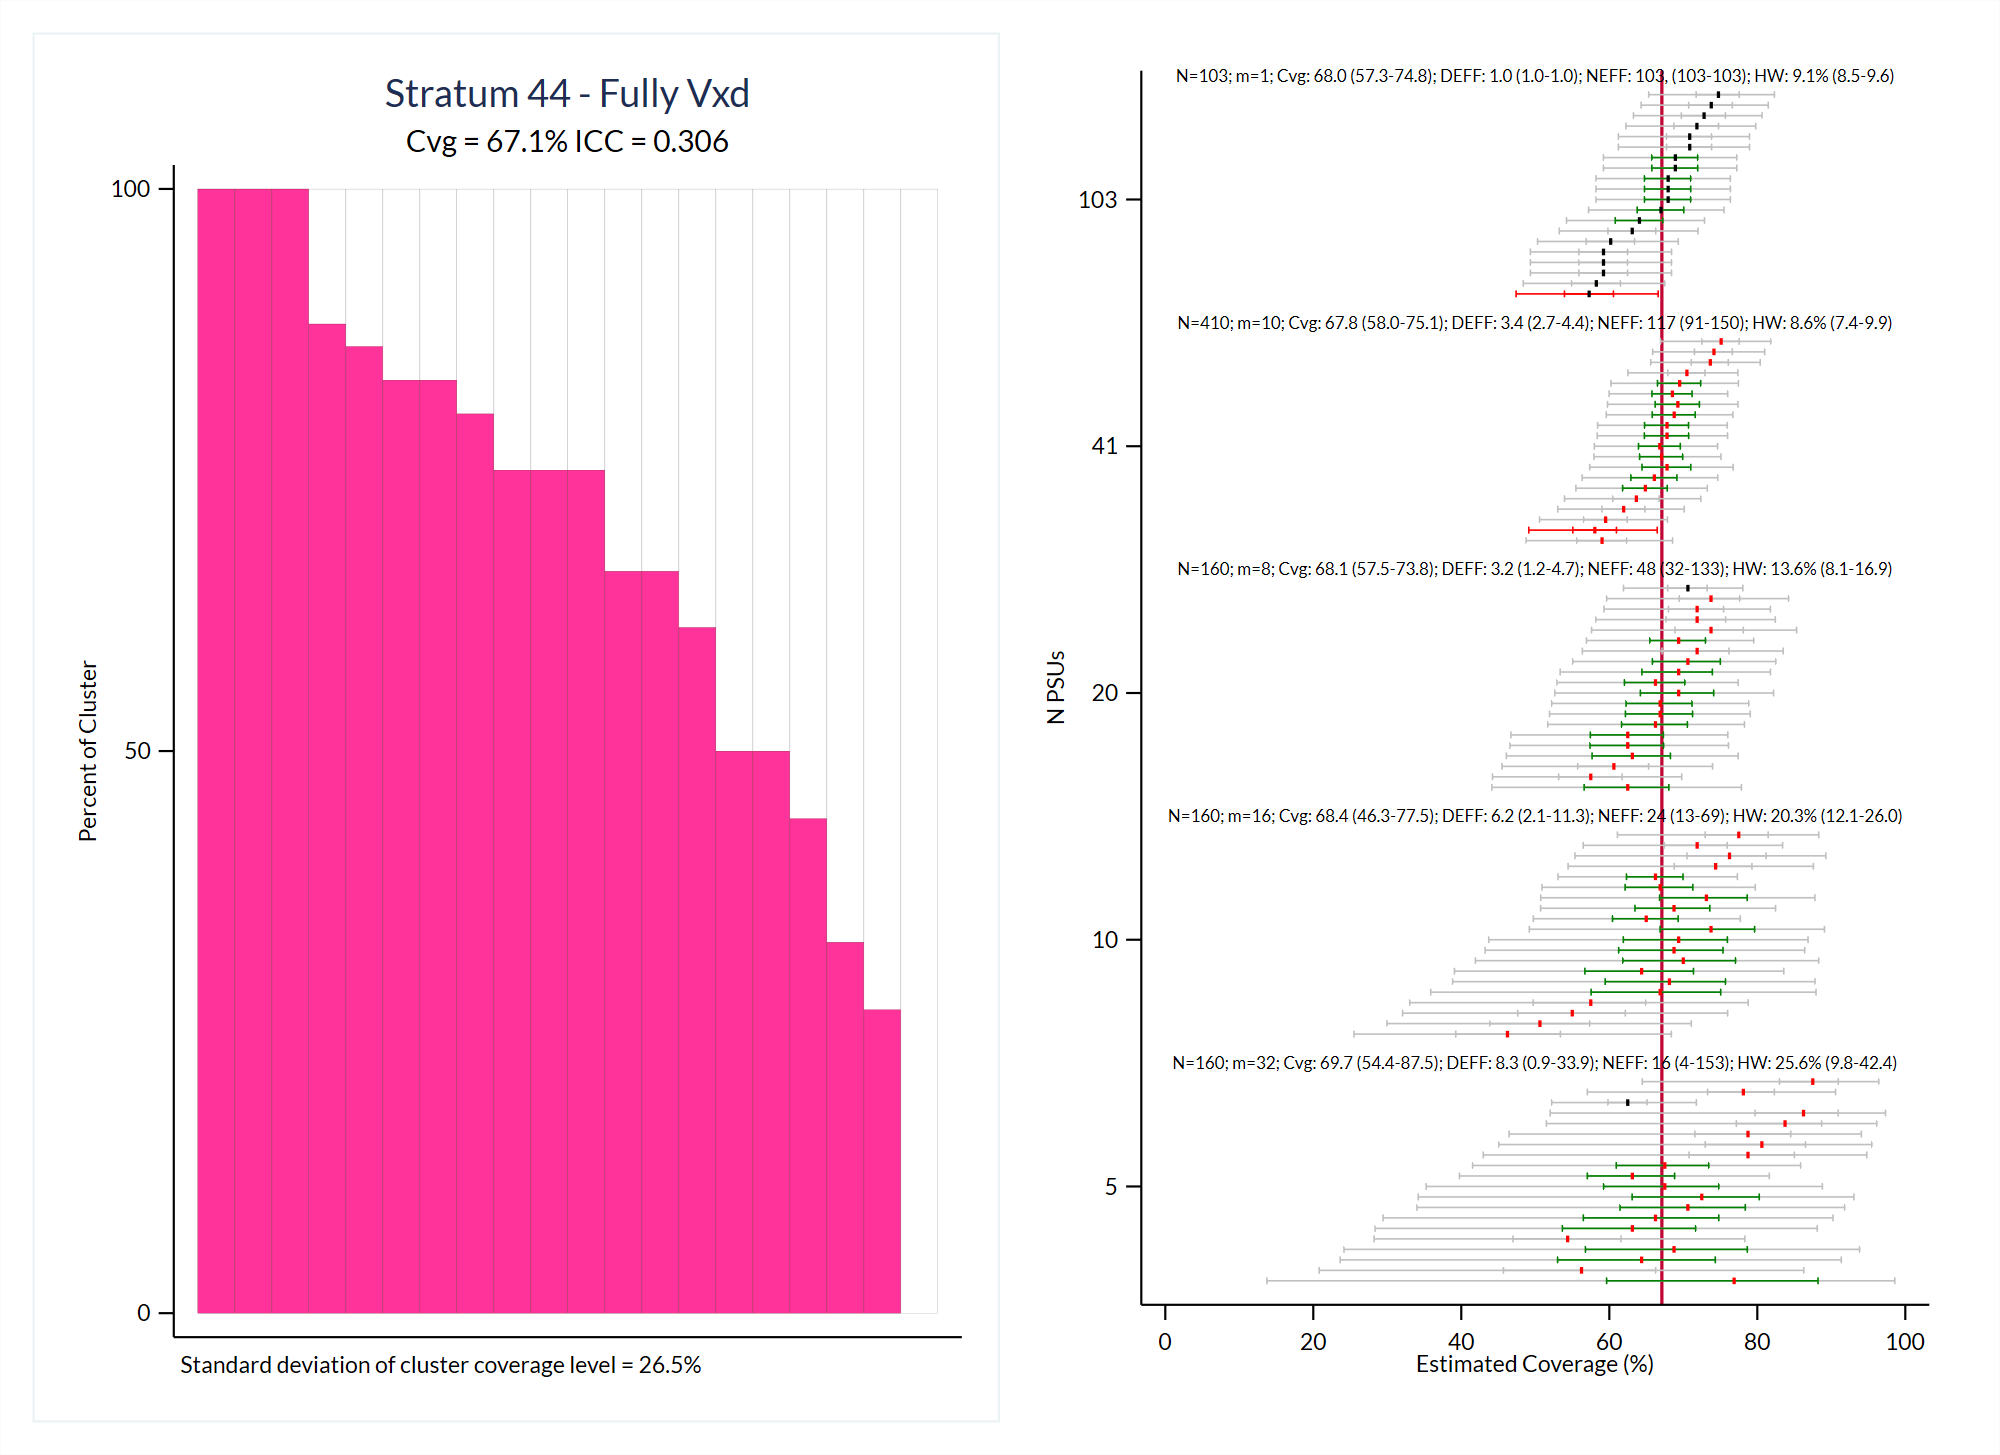 Stratum 44 - Fully Vxd
Cvg = 67.1% ICC = 0.306
100
50
0
Percent of Cluster
Standard deviation of cluster coverage level = 26.5%
N=103; m=1; Cvg: 68.0 (57.3-74.8); DEFF: 1.0 (1.0-1.0); NEFF: 103, (103-103); HW: 9.1% (8.5-9.6)
103
N=410; m=10; Cvg: 67.8 (58.0-75.1); DEFF: 3.4 (2.7-4.4); NEFF: 117 (91-150); HW: 8.6% (7.4-9.9)
41
N=160; m=8; Cvg: 68.1 (57.5-73.8); DEFF: 3.2 (1.2-4.7); NEFF: 48 (32-133); HW: 13.6% (8.1-16.9)
N PSUs
20
N=160; m=16; Cvg: 68.4 (46.3-77.5); DEFF: 6.2 (2.1-11.3); NEFF: 24 (13-69); HW: 20.3% (12.1-26.0)
10
N=160; m=32; Cvg: 69.7 (54.4-87.5); DEFF: 8.3 (0.9-33.9); NEFF: 16 (4-153); HW: 25.6% (9.8-42.4)
5
0 20 40 60 80 100
Estimated Coverage (%)